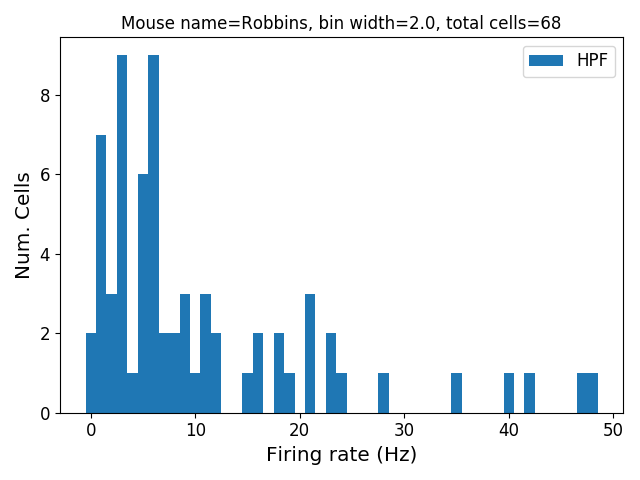 Mouse name=Robbins, bin width=2.0, total cells=68
HPF
8
6
4
2
0
Num. Cells
0 10 20 30 40 50
Firing rate (Hz)